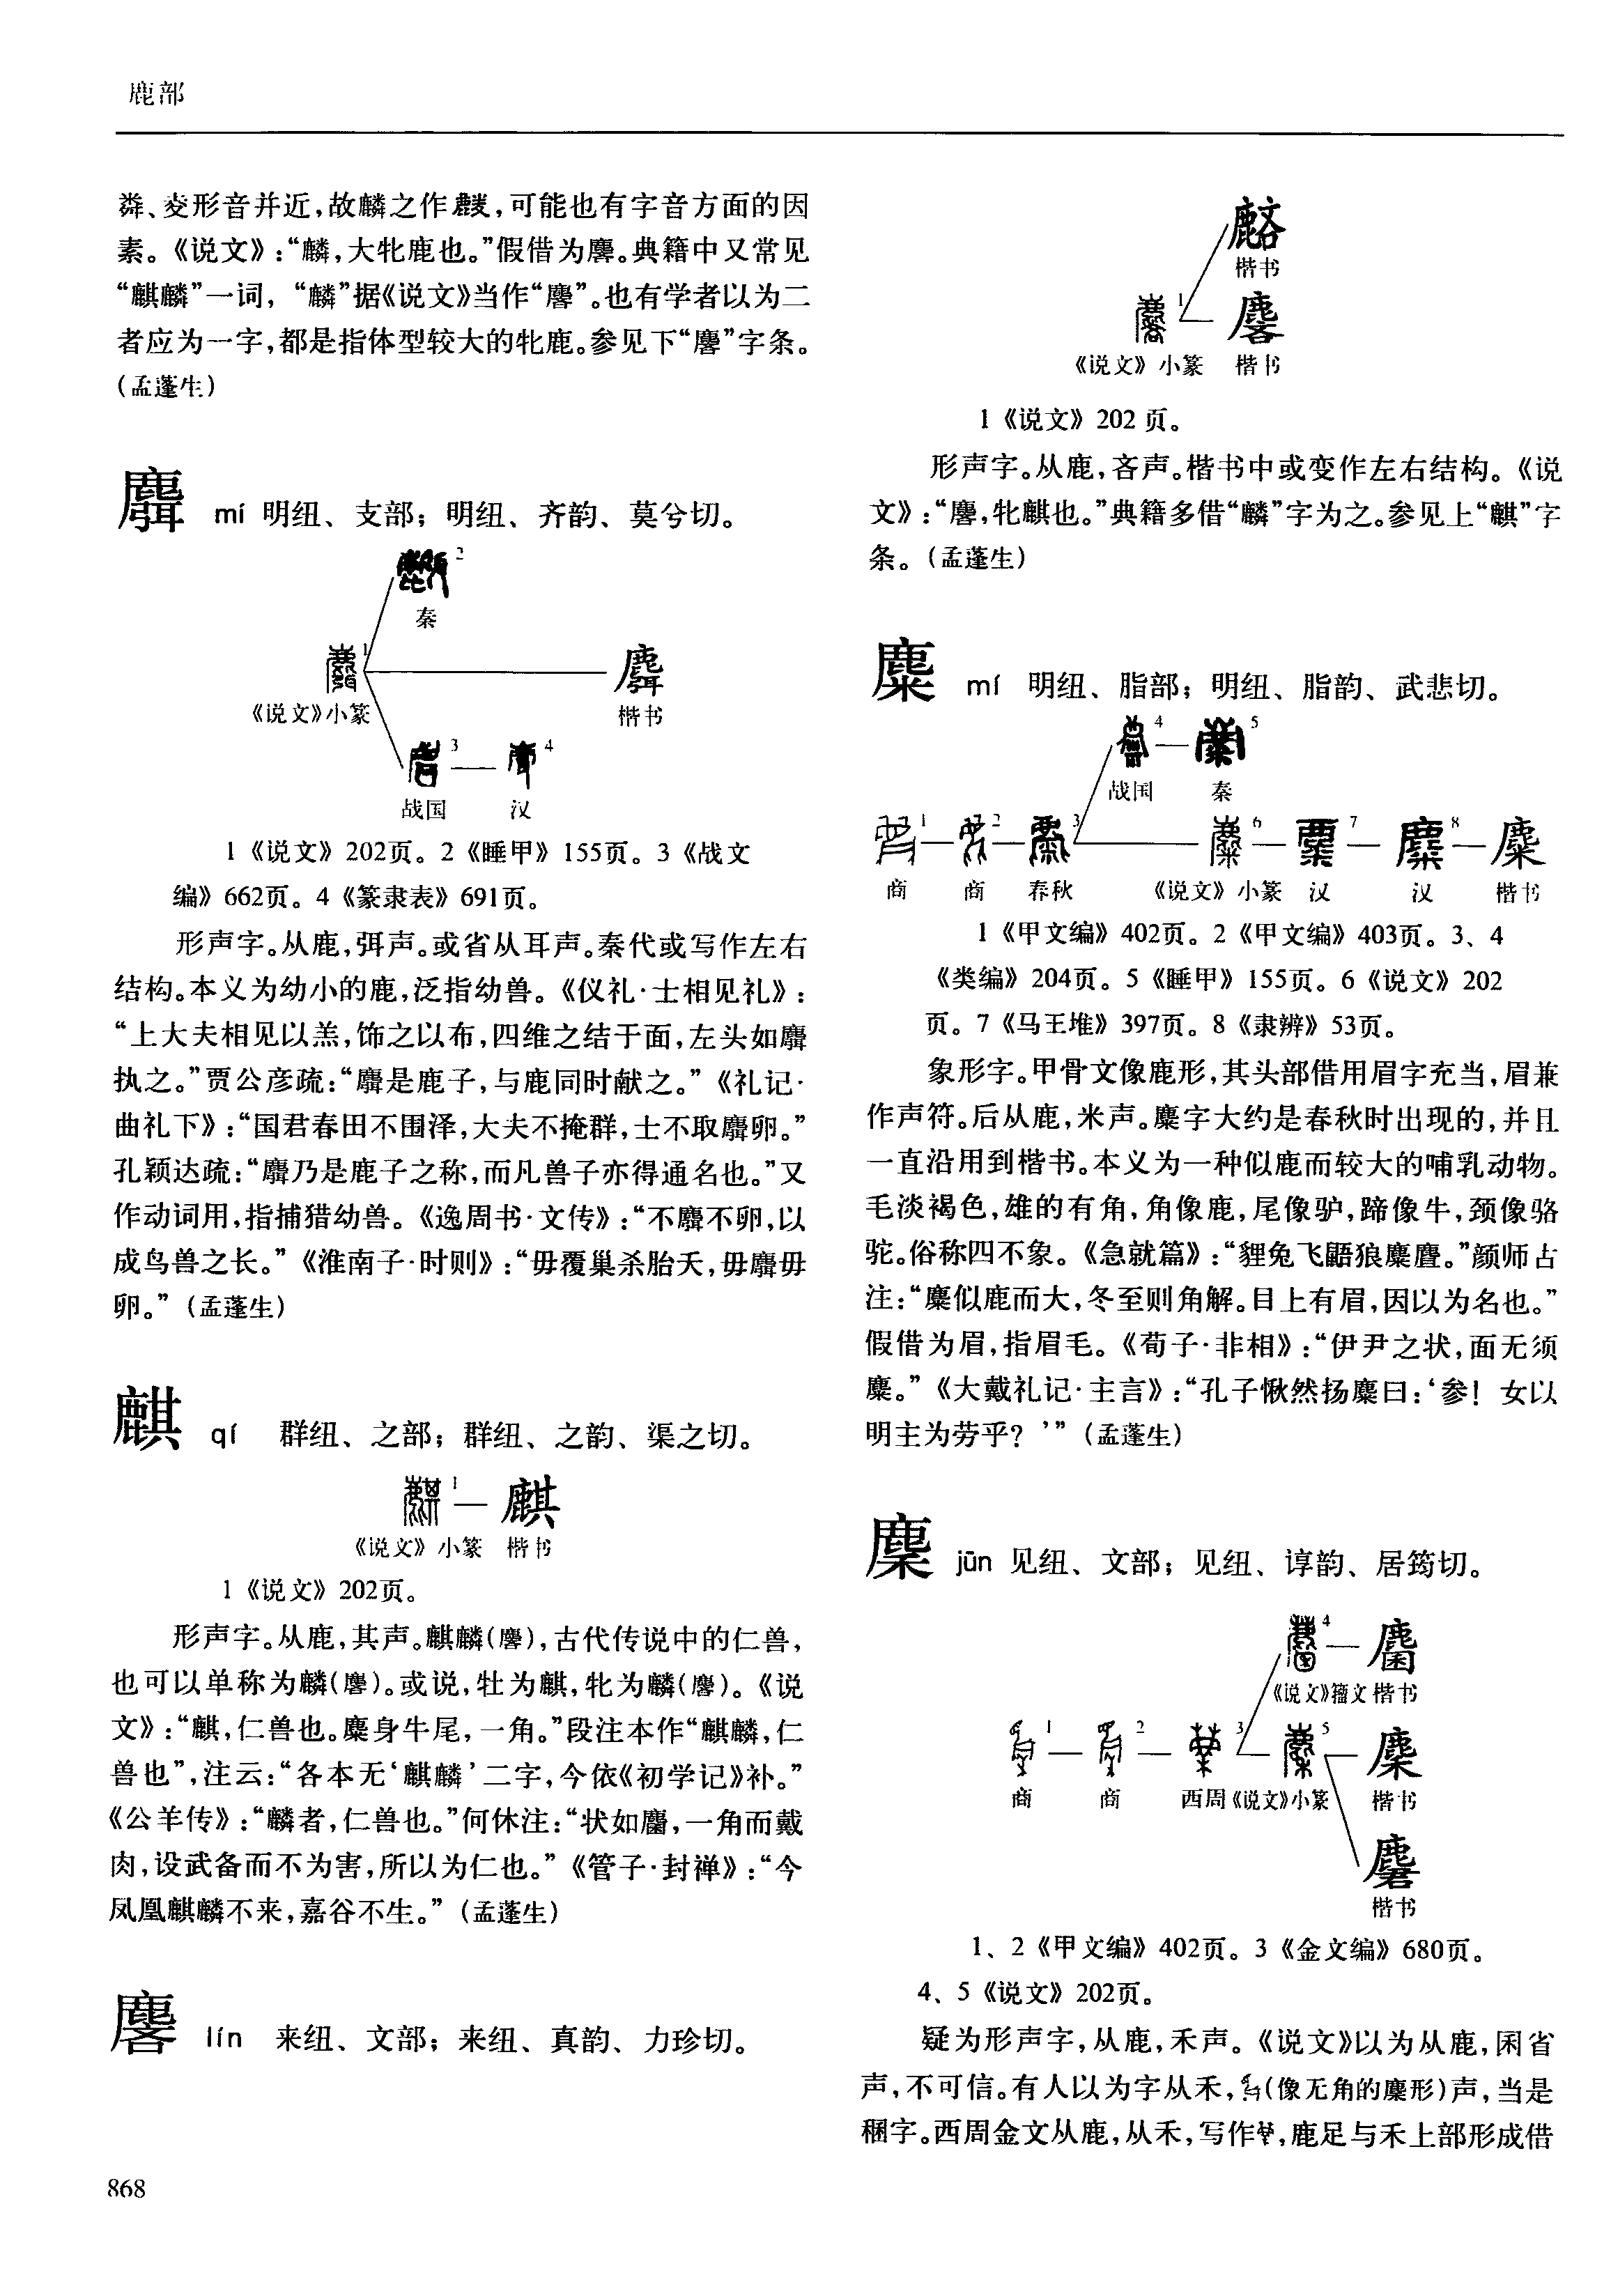 鹿部
粦、夌形音并近，故麟之作，可能也有字音方面的因
素。《说文》：“麟，大牝鹿也。”假借为麐。典籍中又常见
“麒麟”一词，“麟”据《说文》当作“麐”。也有学者以为二
者应为一字，都是指体型较大的牝鹿。参见下“麐”字条。
（孟蓬生）
麛 mí 明纽、支部；明纽、齐韵、莫兮切。
2
秦
1
麛
《说文》小篆 楷书
3 4
战国 汉
1《说文》202页。2《睡甲》155页。3《战文
编》662页。4《篆隶表》691页。
形声字。从鹿，弭声。或省从耳声。秦代或写作左右
结构。本义为幼小的鹿，泛指幼兽。《仪礼·士相见礼》：
“上大夫相见以羔，饰之以布，四维之结于面，左头如麛
执之。”贾公彦疏：“麛是鹿子，与鹿同时献之。”《礼记·
曲礼下》：“国君春田不围泽，大夫不掩群，士不取麛卵。”
孔颖达疏：“麛乃是鹿子之称，而凡兽子亦得通名也。”又
作动词用，指捕猎幼兽。《逸周书·文传》：“不麛不卵，以
成鸟兽之长。”《淮南子·时则》：“毋覆巢杀胎夭，毋麛毋
卵。”（孟蓬生）
麒 qí 群纽、之部；群纽、之韵、渠之切。
1 麒
《说文》小篆 楷书
1《说文》202页。
形声字。从鹿，其声。麒麟（麐），古代传说中的仁兽，
也可以单称为麟（麐）。或说，牡为麒，牝为麟（麐）。《说
文》：“麒，仁兽也。麋身牛尾，一角。”段注本作“麒麟，仁
兽也”，注云：“各本无‘麒麟’二字，今依《初学记》补。”
《公羊传》：“麟者，仁兽也。”何休注：“状如麕，一角而戴
肉，设武备而不为害，所以为仁也。”《管子·封禅》：“今
凤凰麒麟不来，嘉谷不生。”（孟蓬生）
麐 lín 来纽、文部；来纽、真韵、力珍切。
楷书
1 麐
《说文》小篆 楷书
1《说文》202页。
形声字。从鹿，吝声。楷书中或变作左右结构。《说
文》：“麐，牝麒也。”典籍多借“麟”字为之。参见上“麒”字
条。（孟蓬生）
麋 mí 明纽、脂部；明纽、脂韵、武悲切。
4 5
战国 秦
1 2 3 6 7 8 麋
商 商 春秋 《说文》小篆 汉 汉 楷书
1《甲文编》402页。2《甲文编》403页。3、4
《类编》204页。5《睡甲》155页。6《说文》202
页。7《马王堆》397页。8《隶辨》53页。
象形字。甲骨文像鹿形，其头部借用眉字充当，眉兼
作声符。后从鹿，米声。麋字大约是春秋时出现的，并且
一直沿用到楷书。本义为一种似鹿而较大的哺乳动物。
毛淡褐色，雄的有角，角像鹿，尾像驴，蹄像牛，颈像骆
驼。俗称四不象。《急就篇》：“貍兔飞鼯狼麋麠。”颜师古
注：“麋似鹿而大，冬至则角解。目上有眉，因以为名也。”
假借为眉，指眉毛。《荀子·非相》：“伊尹之状，面无须
麋。”《大戴礼记·主言》：“孔子愀然扬麋曰：‘参！女以
明主为劳乎？’”（孟蓬生）
麇 jūn 见纽、文部；见纽、谆韵、居筠切。
4 麕
《说文》籀文 楷书
1 2 3 5 麇
商 商 西周 《说文》小篆 楷书
麏
楷书
1、2《甲文编》402页。3《金文编》680页。
4、5《说文》202页。
疑为形声字，从鹿，禾声。《说文》以为从鹿，囷省
声，不可信。有人以为字从禾，（像无角的麇形）声，当是
稛字。西周金文从鹿，从禾，写作，鹿足与禾上部形成借
868